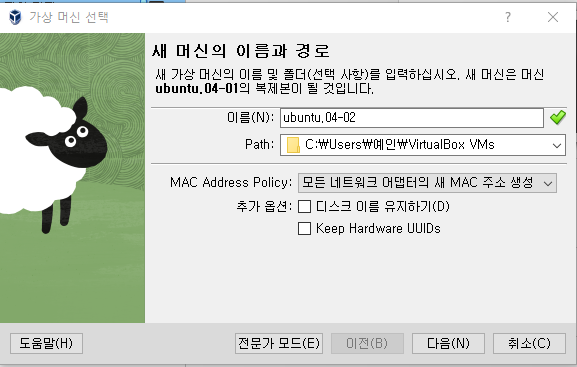 가상 머신 선택
?
새 머신의 이름과 경로
새 가상 머신의 이름 및 폴더(선택 사항)를 입력하십시오. 새 머신은 머신
ubuntu.04-01의 복제본이 될 것입니다.
이름(N): ubuntu.04-02
Path: C:₩Users₩예인₩VirtualBox VMs
MAC Address Policy: 모든 네트워크 어댑터의 새 MAC 주소 생성
추가 옵션: 디스크 이름 유지하기(D)
Keep Hardware UUIDs
도움말(H) 전문가 모드(E) 이전(B) 다음(N) 취소(C)